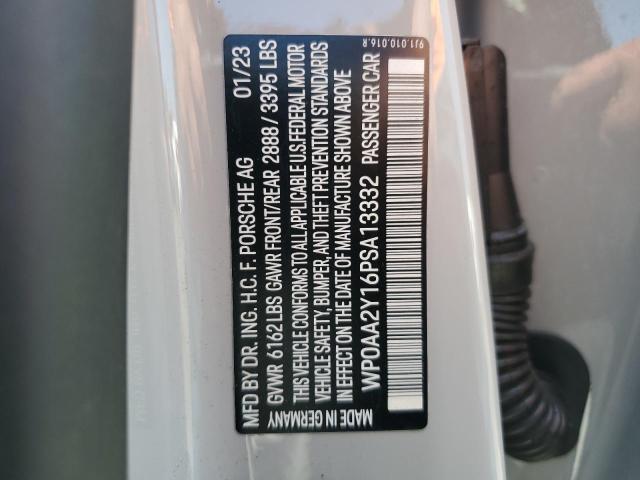 9J1.010.016.R
MFD BY DR. ING. H.C. F. PORSCHE AG 01/23
GVWR 6162 LBS GAWR FRONT/REAR 2888 / 3395 LBS
THIS VEHICLE CONFORMS TO ALL APPLICABLE U.S.FEDERAL MOTOR
VEHICLE SAFETY, BUMPER, AND THEFT PREVENTION STANDARDS
IN EFFECT ON THE DATE OF MANUFACTURE SHOWN ABOVE
WP0AA2Y16PSA13332 PASSENGER CAR
MADE IN GERMANY